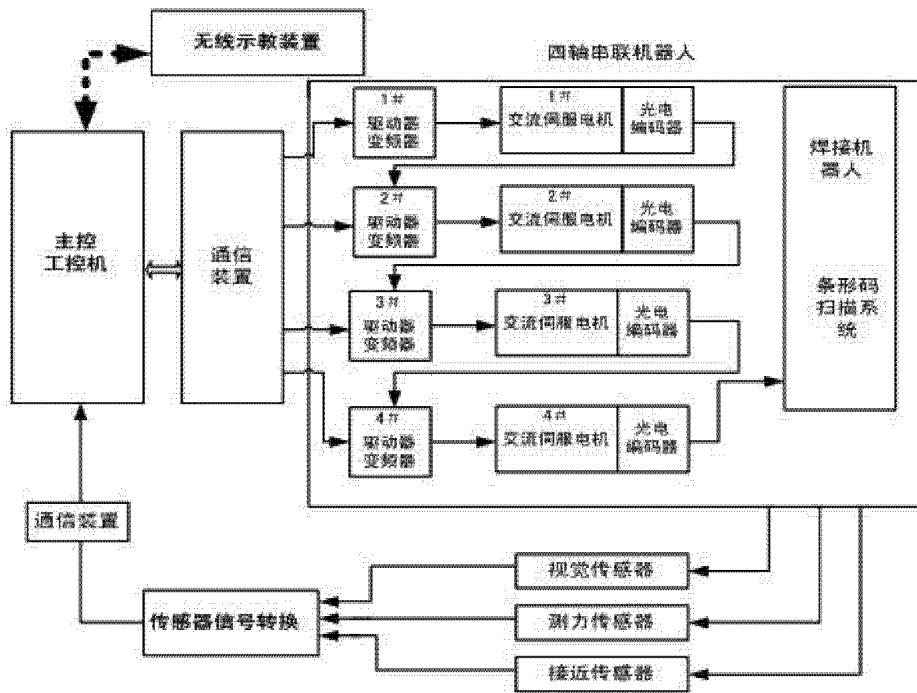 无线示教装置
四轴串联机器人
主控
工控机
通信
装置
1#
驱动器
变频器
1#
交流伺服电机
光电
编码器
2#
驱动器
变频器
2#
交流伺服电机
光电
编码器
3#
驱动器
变频器
3#
交流伺服电机
光电
编码器
4#
驱动器
变频器
4#
交流伺服电机
光电
编码器
焊接机
器人
条形码
扫描系
统
通信装置
传感器信号转换
视觉传感器
测力传感器
接近传感器